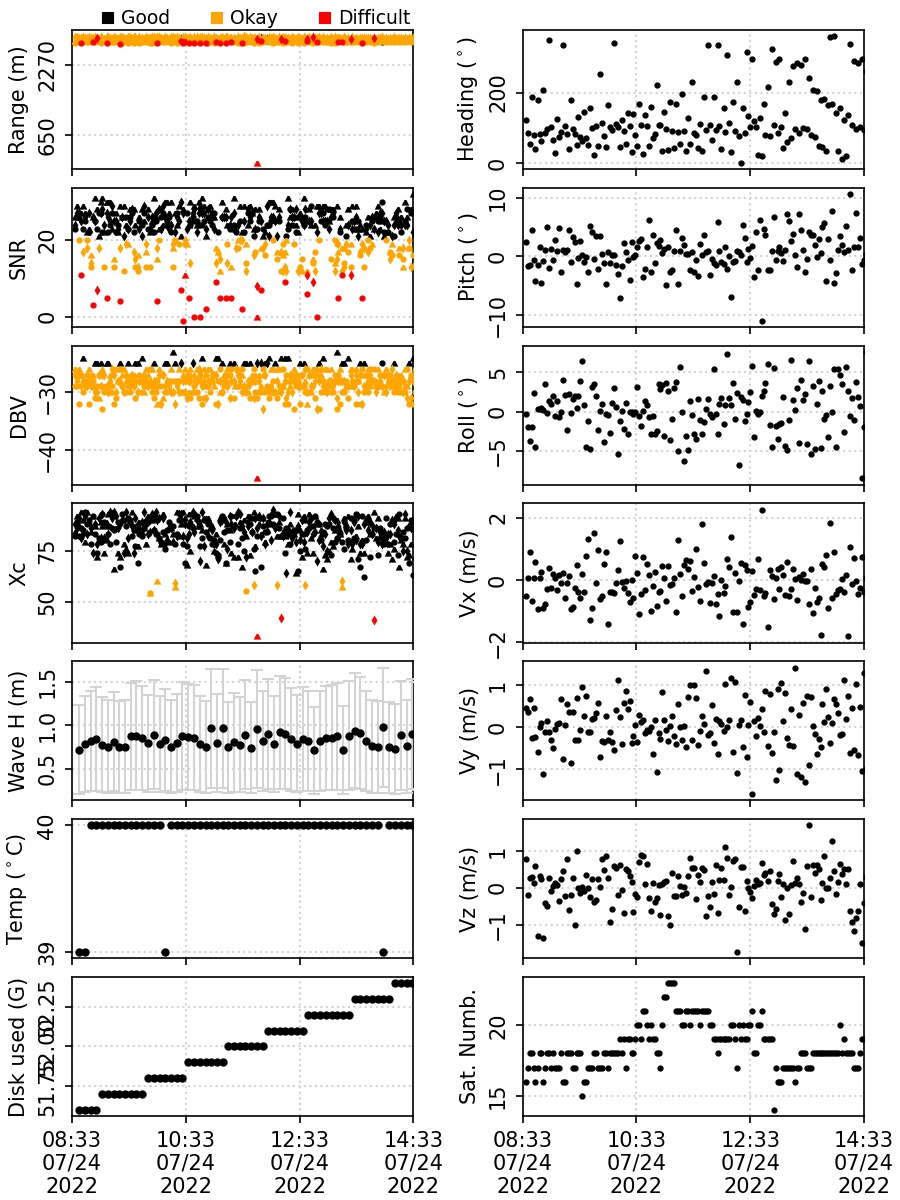 Good Okay Difficult
Range (m)
2270
650
Heading (°)
200
0
SNR
20
0
Pitch (°)
10
0
−10
DBV
−30
−40
Roll (°)
5
0
−5
Xc
75
50
Vx (m/s)
2
0
−2
Wave H (m)
1.5
1.0
0.5
Vy (m/s)
1
0
−1
Temp (°C)
40
39
Vz (m/s)
1
0
−1
Disk used (G)
52.25
52.00
51.75
Sat. Numb.
20
15
08:33 10:33 12:33 14:33
07/24 07/24 07/24 07/24
2022 2022 2022 2022
08:33 10:33 12:33 14:33
07/24 07/24 07/24 07/24
2022 2022 2022 2022